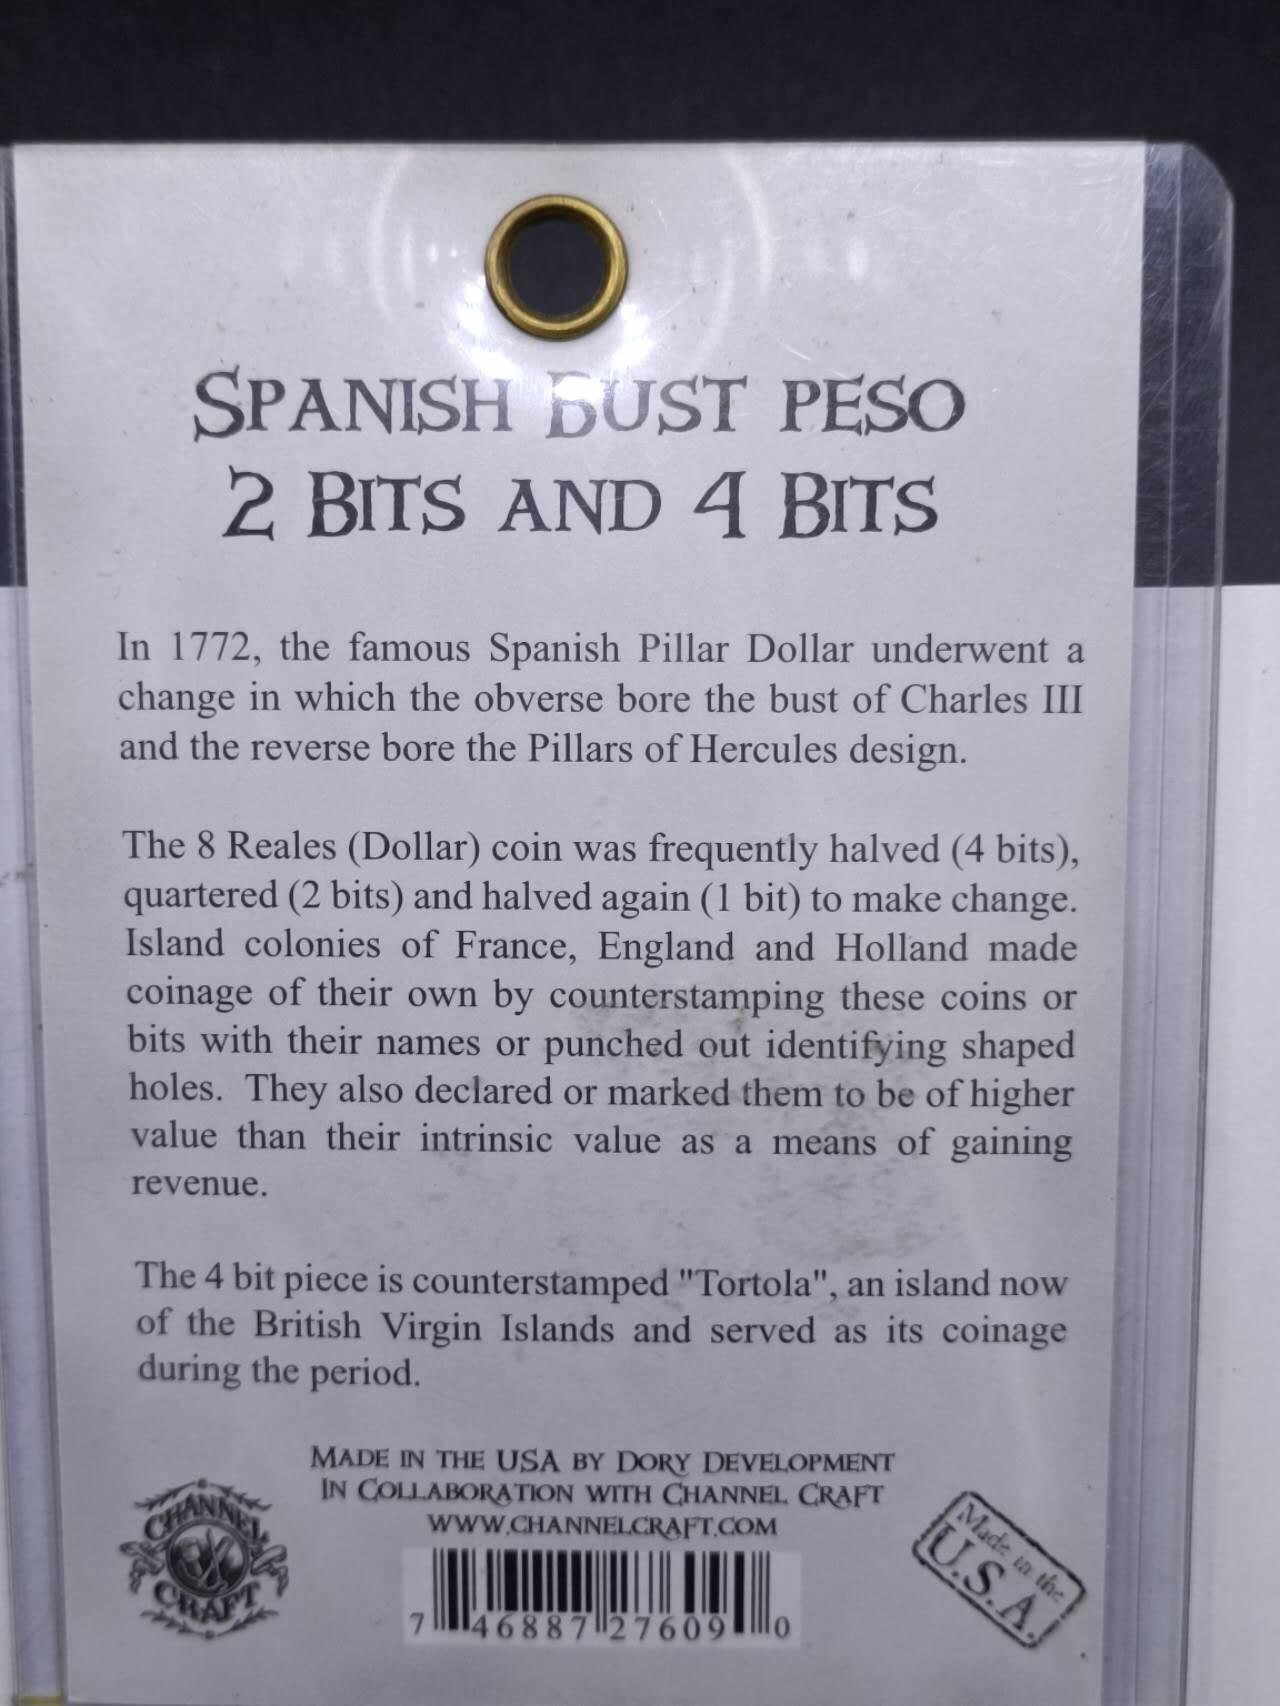 SPANISH BUST PESO
2 BITS AND 4 BITS
In 1772, the famous Spanish Pillar Dollar underwent a
change in which the obverse bore the bust of Charles III
and the reverse bore the Pillars of Hercules design.
The 8 Reales (Dollar) coin was frequently halved (4 bits),
quartered (2 bits) and halved again (1 bit) to make change.
Island colonies of France, England and Holland made
coinage of their own by counterstamping these coins or
bits with their names or punched out identifying shaped
holes. They also declared or marked them to be of higher
value than their intrinsic value as a means of gaining
revenue.
The 4 bit piece is counterstamped "Tortola", an island now
of the British Virgin Islands and served as its coinage
during the period.
MADE IN THE USA BY DORY DEVELOPMENT
IN COLLABORATION WITH CHANNEL CRAFT
WWW.CHANNELCRAFT.COM
CHANNEL
CRAFT
7 46887 27609 0
Made in the
U.S.A.